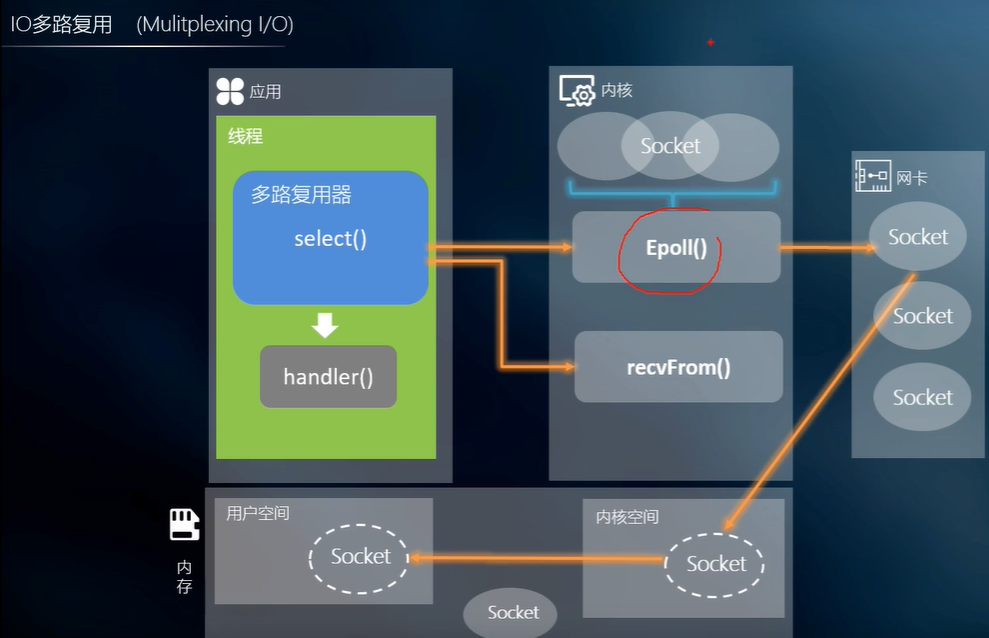 IO多路复用 (Mulitplexing I/O)
应用
线程
多路复用器
select()
handler()
内核
Socket
Epoll()
recvFrom()
网卡
Socket
Socket
Socket
内存
用户空间
Socket
内核空间
Socket
Socket